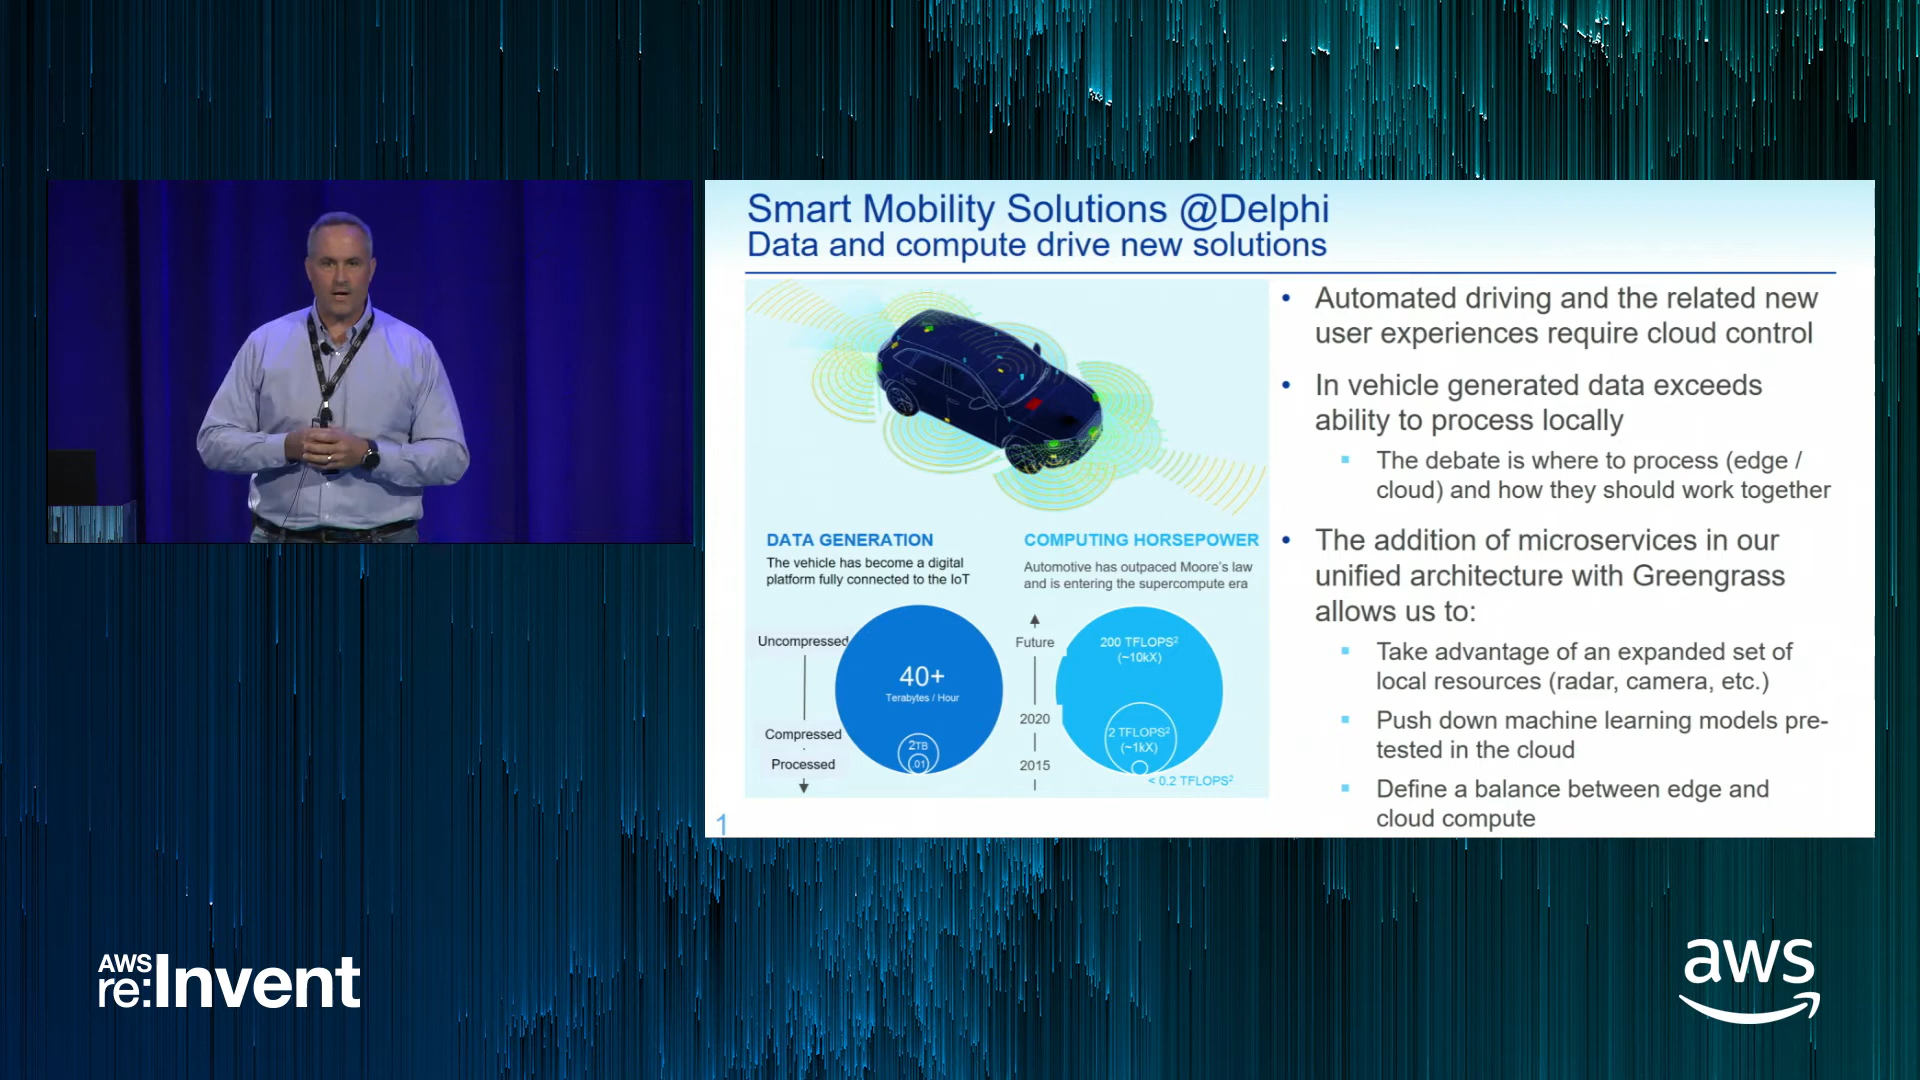 Smart Mobility Solutions @Delphi
Data and compute drive new solutions
DATA GENERATION
The vehicle has become a digital
platform fully connected to the IoT
Uncompressed
Compressed
Processed
40+
Terabytes / Hour
2TB
.01
COMPUTING HORSEPOWER
Automotive has outpaced Moore's law
and is entering the supercompute era
Future
2020
2015
200 TFLOPS²
(~10kX)
2 TFLOPS²
(~1kX)
< 0.2 TFLOPS²
• Automated driving and the related new
user experiences require cloud control
• In vehicle generated data exceeds
ability to process locally
▪ The debate is where to process (edge /
cloud) and how they should work together
• The addition of microservices in our
unified architecture with Greengrass
allows us to:
▪ Take advantage of an expanded set of
local resources (radar, camera, etc.)
▪ Push down machine learning models pre-
tested in the cloud
▪ Define a balance between edge and
cloud compute
1
AWS
re:Invent
aws